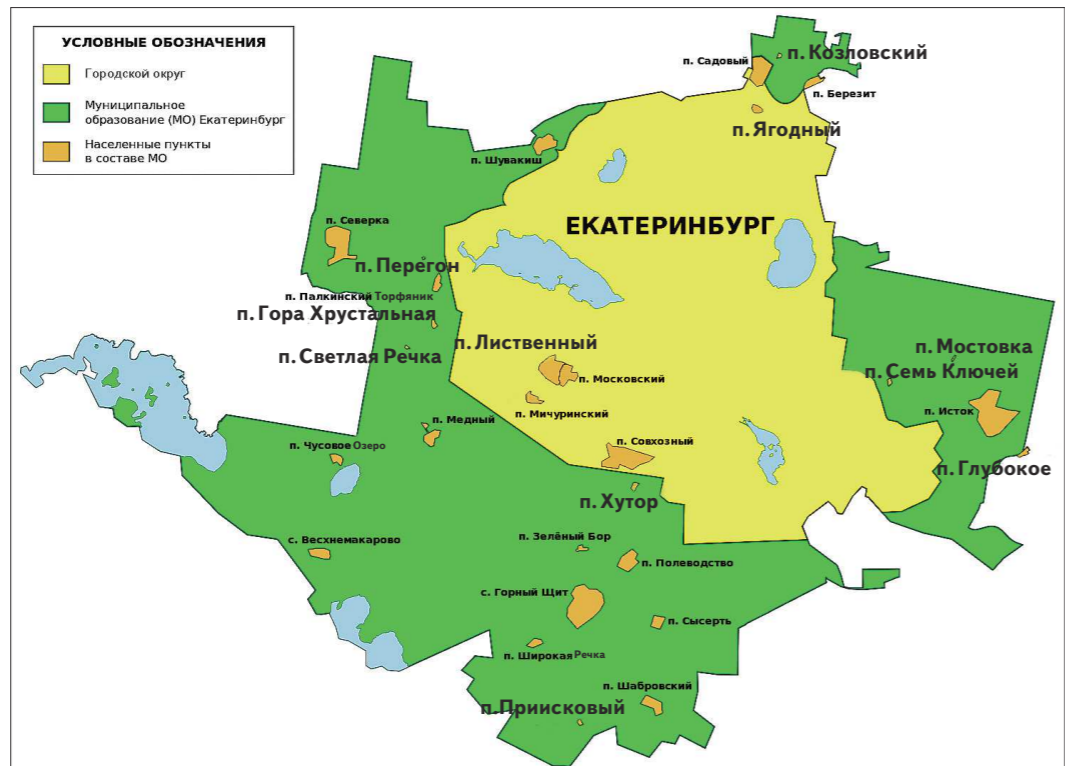 УСЛОВНЫЕ ОБОЗНАЧЕНИЯ
Городской округ
Муниципальное
образование (МО) Екатеринбург
Населенные пункты
в составе МО
п. Козловский
п. Садовый
п. Березит
п. Ягодный
п. Шувакиш
п. Северка
ЕКАТЕРИНБУРГ
п. Перегон
п. Палкинский Торфяник
п. Гора Хрустальная
п. Светлая Речка
п. Лиственный
п. Мостовка
п. Семь Ключей
п. Московский
п. Мичуринский
п. Исток
п. Медный
п. Чусовое Озеро
п. Совхозный
п. Глубокое
п. Хутор
с. Весхнемакарово
п. Зелёный Бор
п. Полеводство
с. Горный Щит
п. Сысерть
п. Широкая Речка
п. Шабровский
п.Приисковый